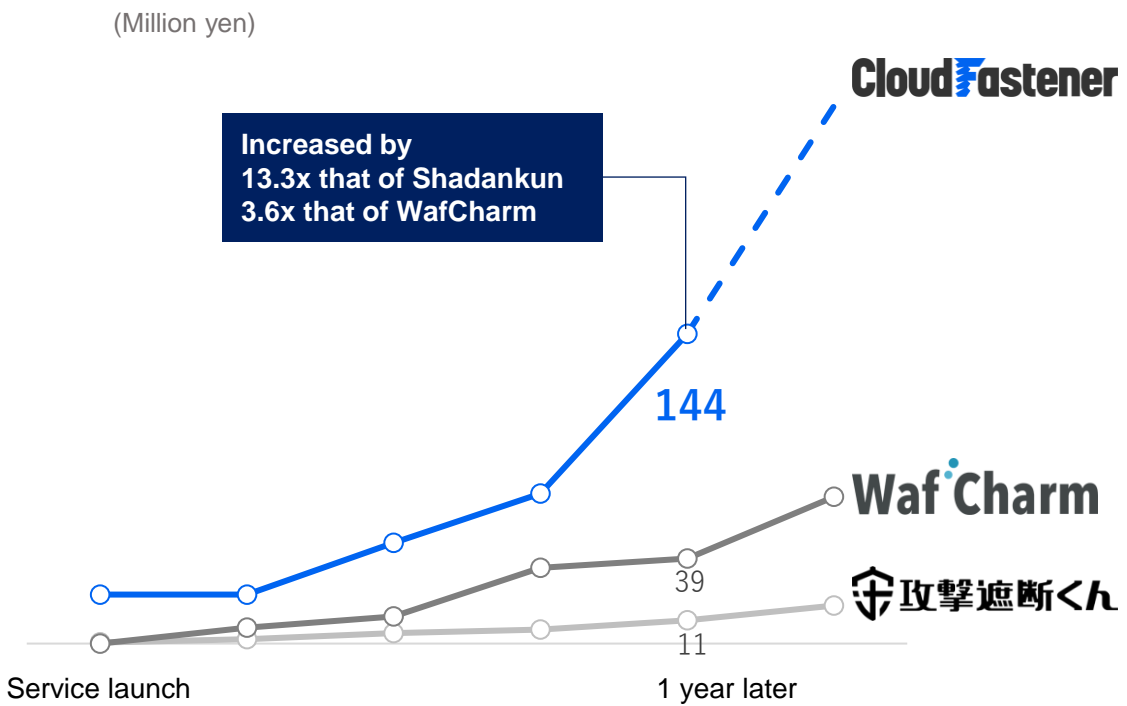 (Million yen)
CloudFastener
Increased by
13.3x that of Shadankun
3.6x that of WafCharm
144
WafCharm
39
攻撃遮断くん
11
Service launch
1 year later